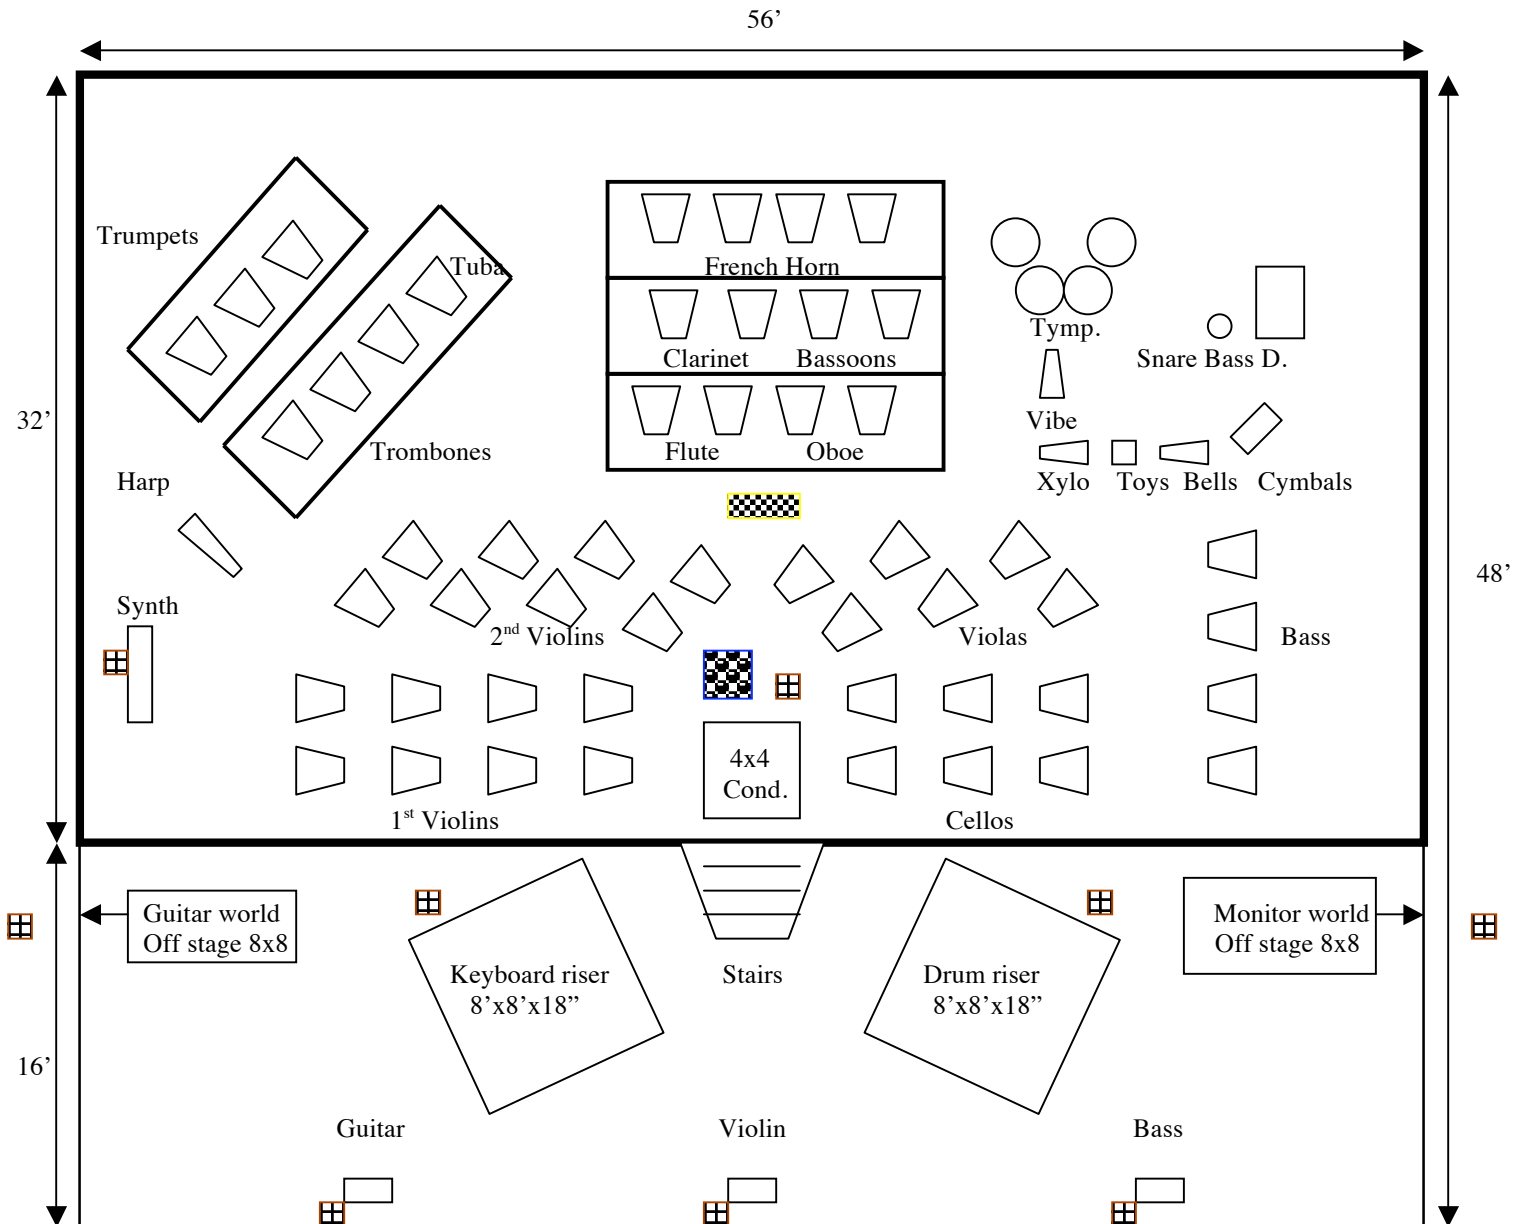 56’
Trumpets
Tuba
French Horn
Tymp.
Clarinet Bassoons
Snare Bass D.
32’
Vibe
Trombones
Flute Oboe
Harp
Xylo Toys Bells Cymbals
48’
Synth
2nd Violins
Violas
Bass
4x4
Cond.
1st Violins
Cellos
Guitar world
Off stage 8x8
Monitor world
Off stage 8x8
Keyboard riser
8’x8’x18”
Stairs
Drum riser
8’x8’x18”
16’
Guitar
Violin
Bass